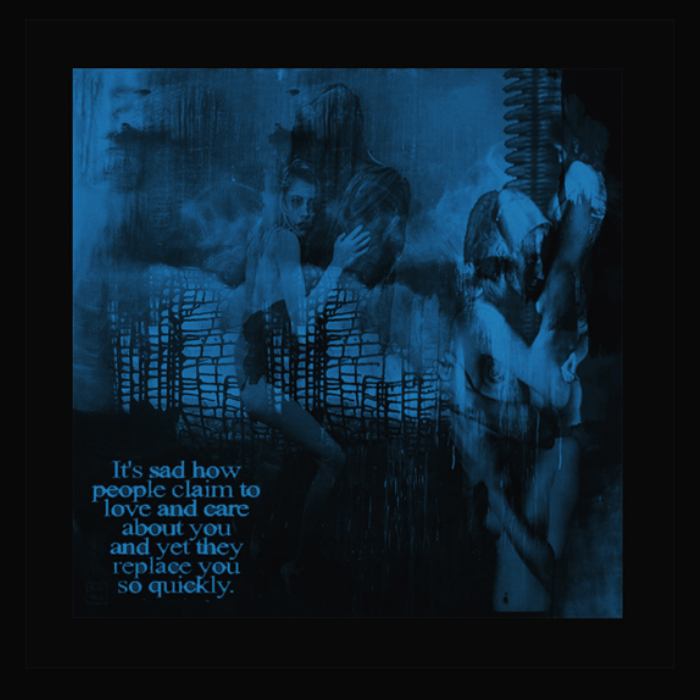 It's sad how
people claim to
love and care
about you
and yet they
replace you
so quickly.